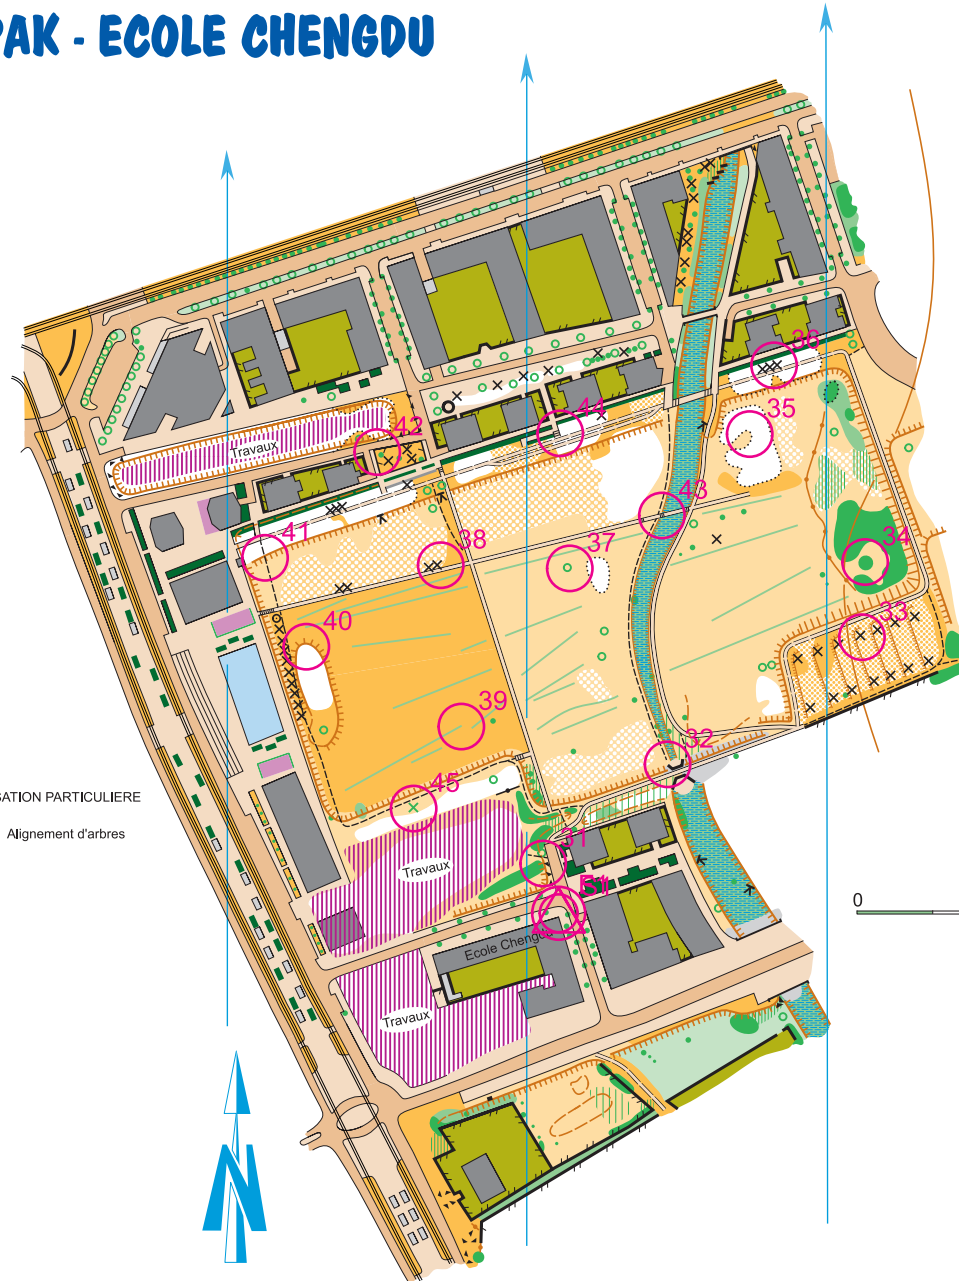 PAK - ECOLE CHENGDU
36
35
44
42
Travaux
43
41
38
37
34
40
33
39
32
SATION PARTICULIERE
45
Alignement d'arbres
31
Travaux
0
Ecole Chengdu
Travaux
N